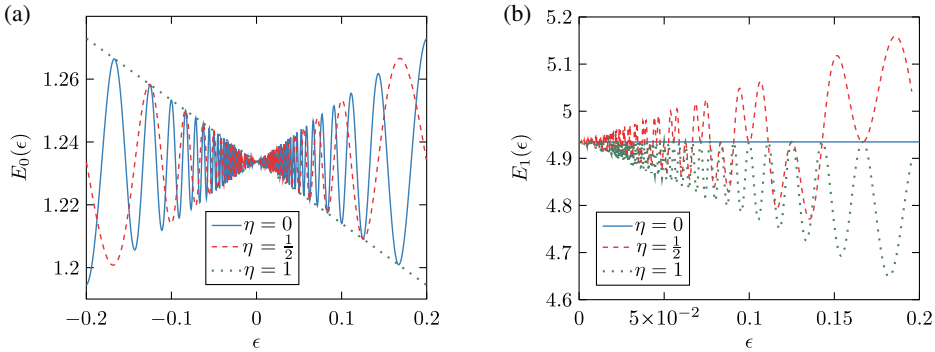 (a)
1.26
1.24
1.22
1.2
E₀(ϵ)
−0.2
−0.1
0
0.1
0.2
ϵ
η = 0
η = 1/2
η = 1
(b)
5.2
5.1
5
4.9
4.8
4.7
4.6
E₁(ϵ)
0
5×10⁻²
0.1
0.15
0.2
ϵ
η = 0
η = 1/2
η = 1